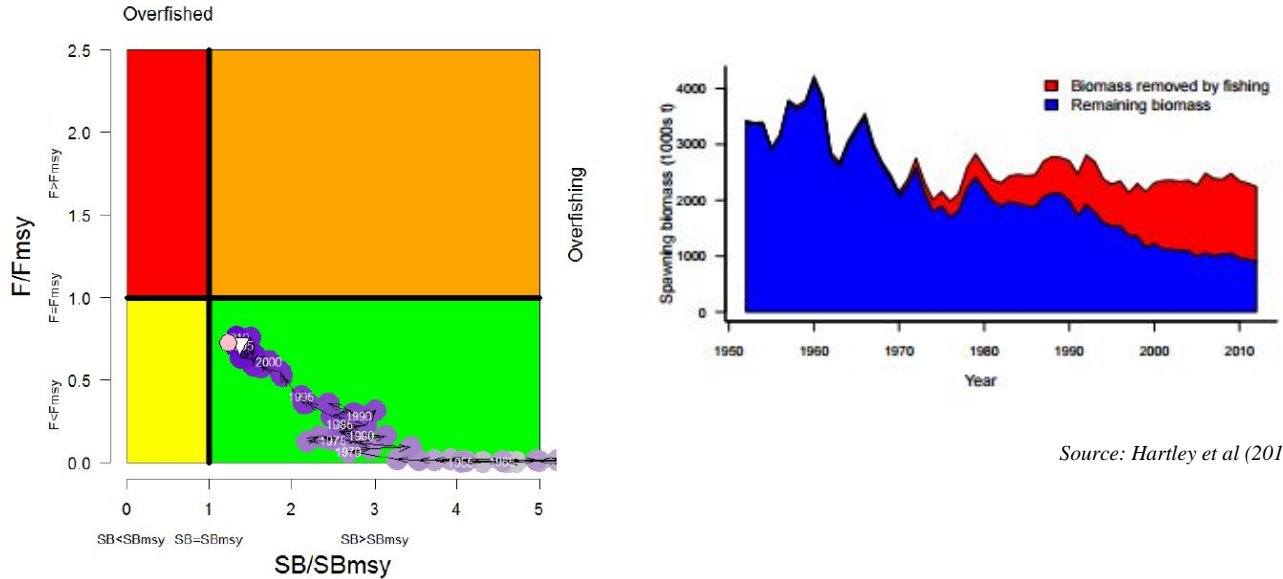 Overfished
2.5
2.0
1.5
1.0
0.5
0.0
F/Fmsy
F>Fmsy
F=Fmsy
F<Fmsy
Overfishing
2000
1995
1990
1985
1980
1975
1970
1955
1965
0 1 2 3 4 5
SB<SBmsy SB=SBmsy SB>SBmsy
SB/SBmsy
Biomass removed by fishing
Remaining biomass
Spawning biomass (1000s t)
4000
3000
2000
1000
0
1950 1960 1970 1980 1990 2000 2010
Year
Source: Hartley et al (201